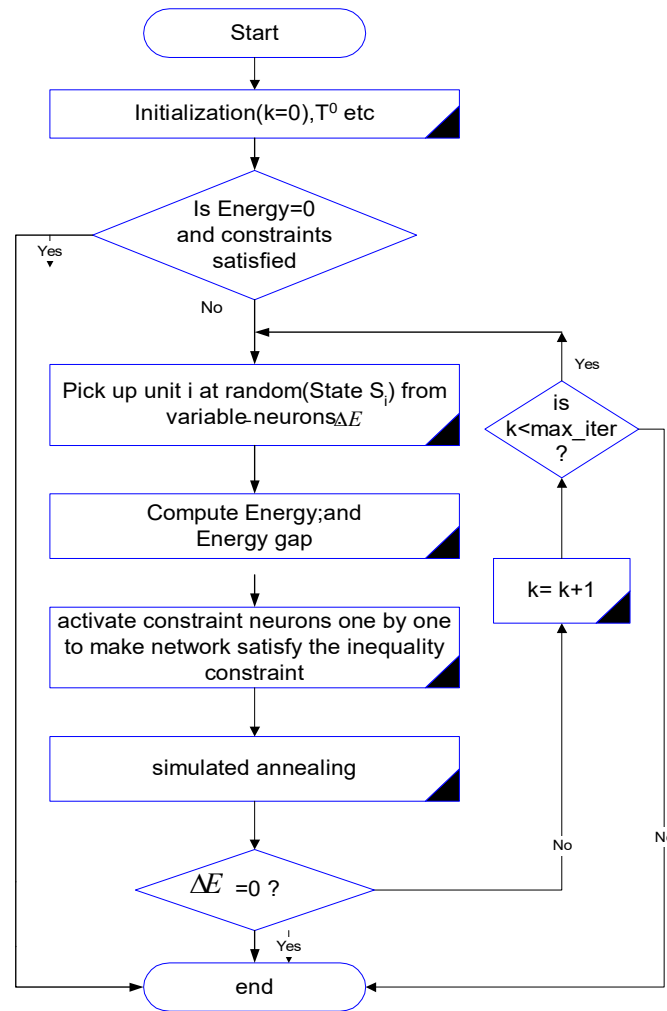 Start
Initialization(k=0),T⁰ etc
Is Energy=0
and constraints
satisfied
Yes
No
Pick up unit i at random(State Sᵢ) from
variable-neurons ΔE
Compute Energy;and
Energy gap
activate constraint neurons one by one
to make network satisfy the inequality
constraint
simulated annealing
ΔE =0 ?
Yes
end
No
k= k+1
is
k<max_iter
?
Yes
No